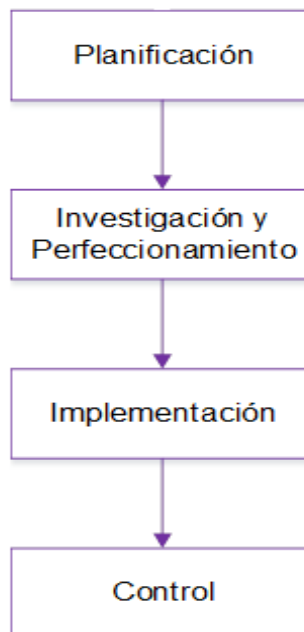 Planificación
Investigación y
Perfeccionamiento
Implementación
Control